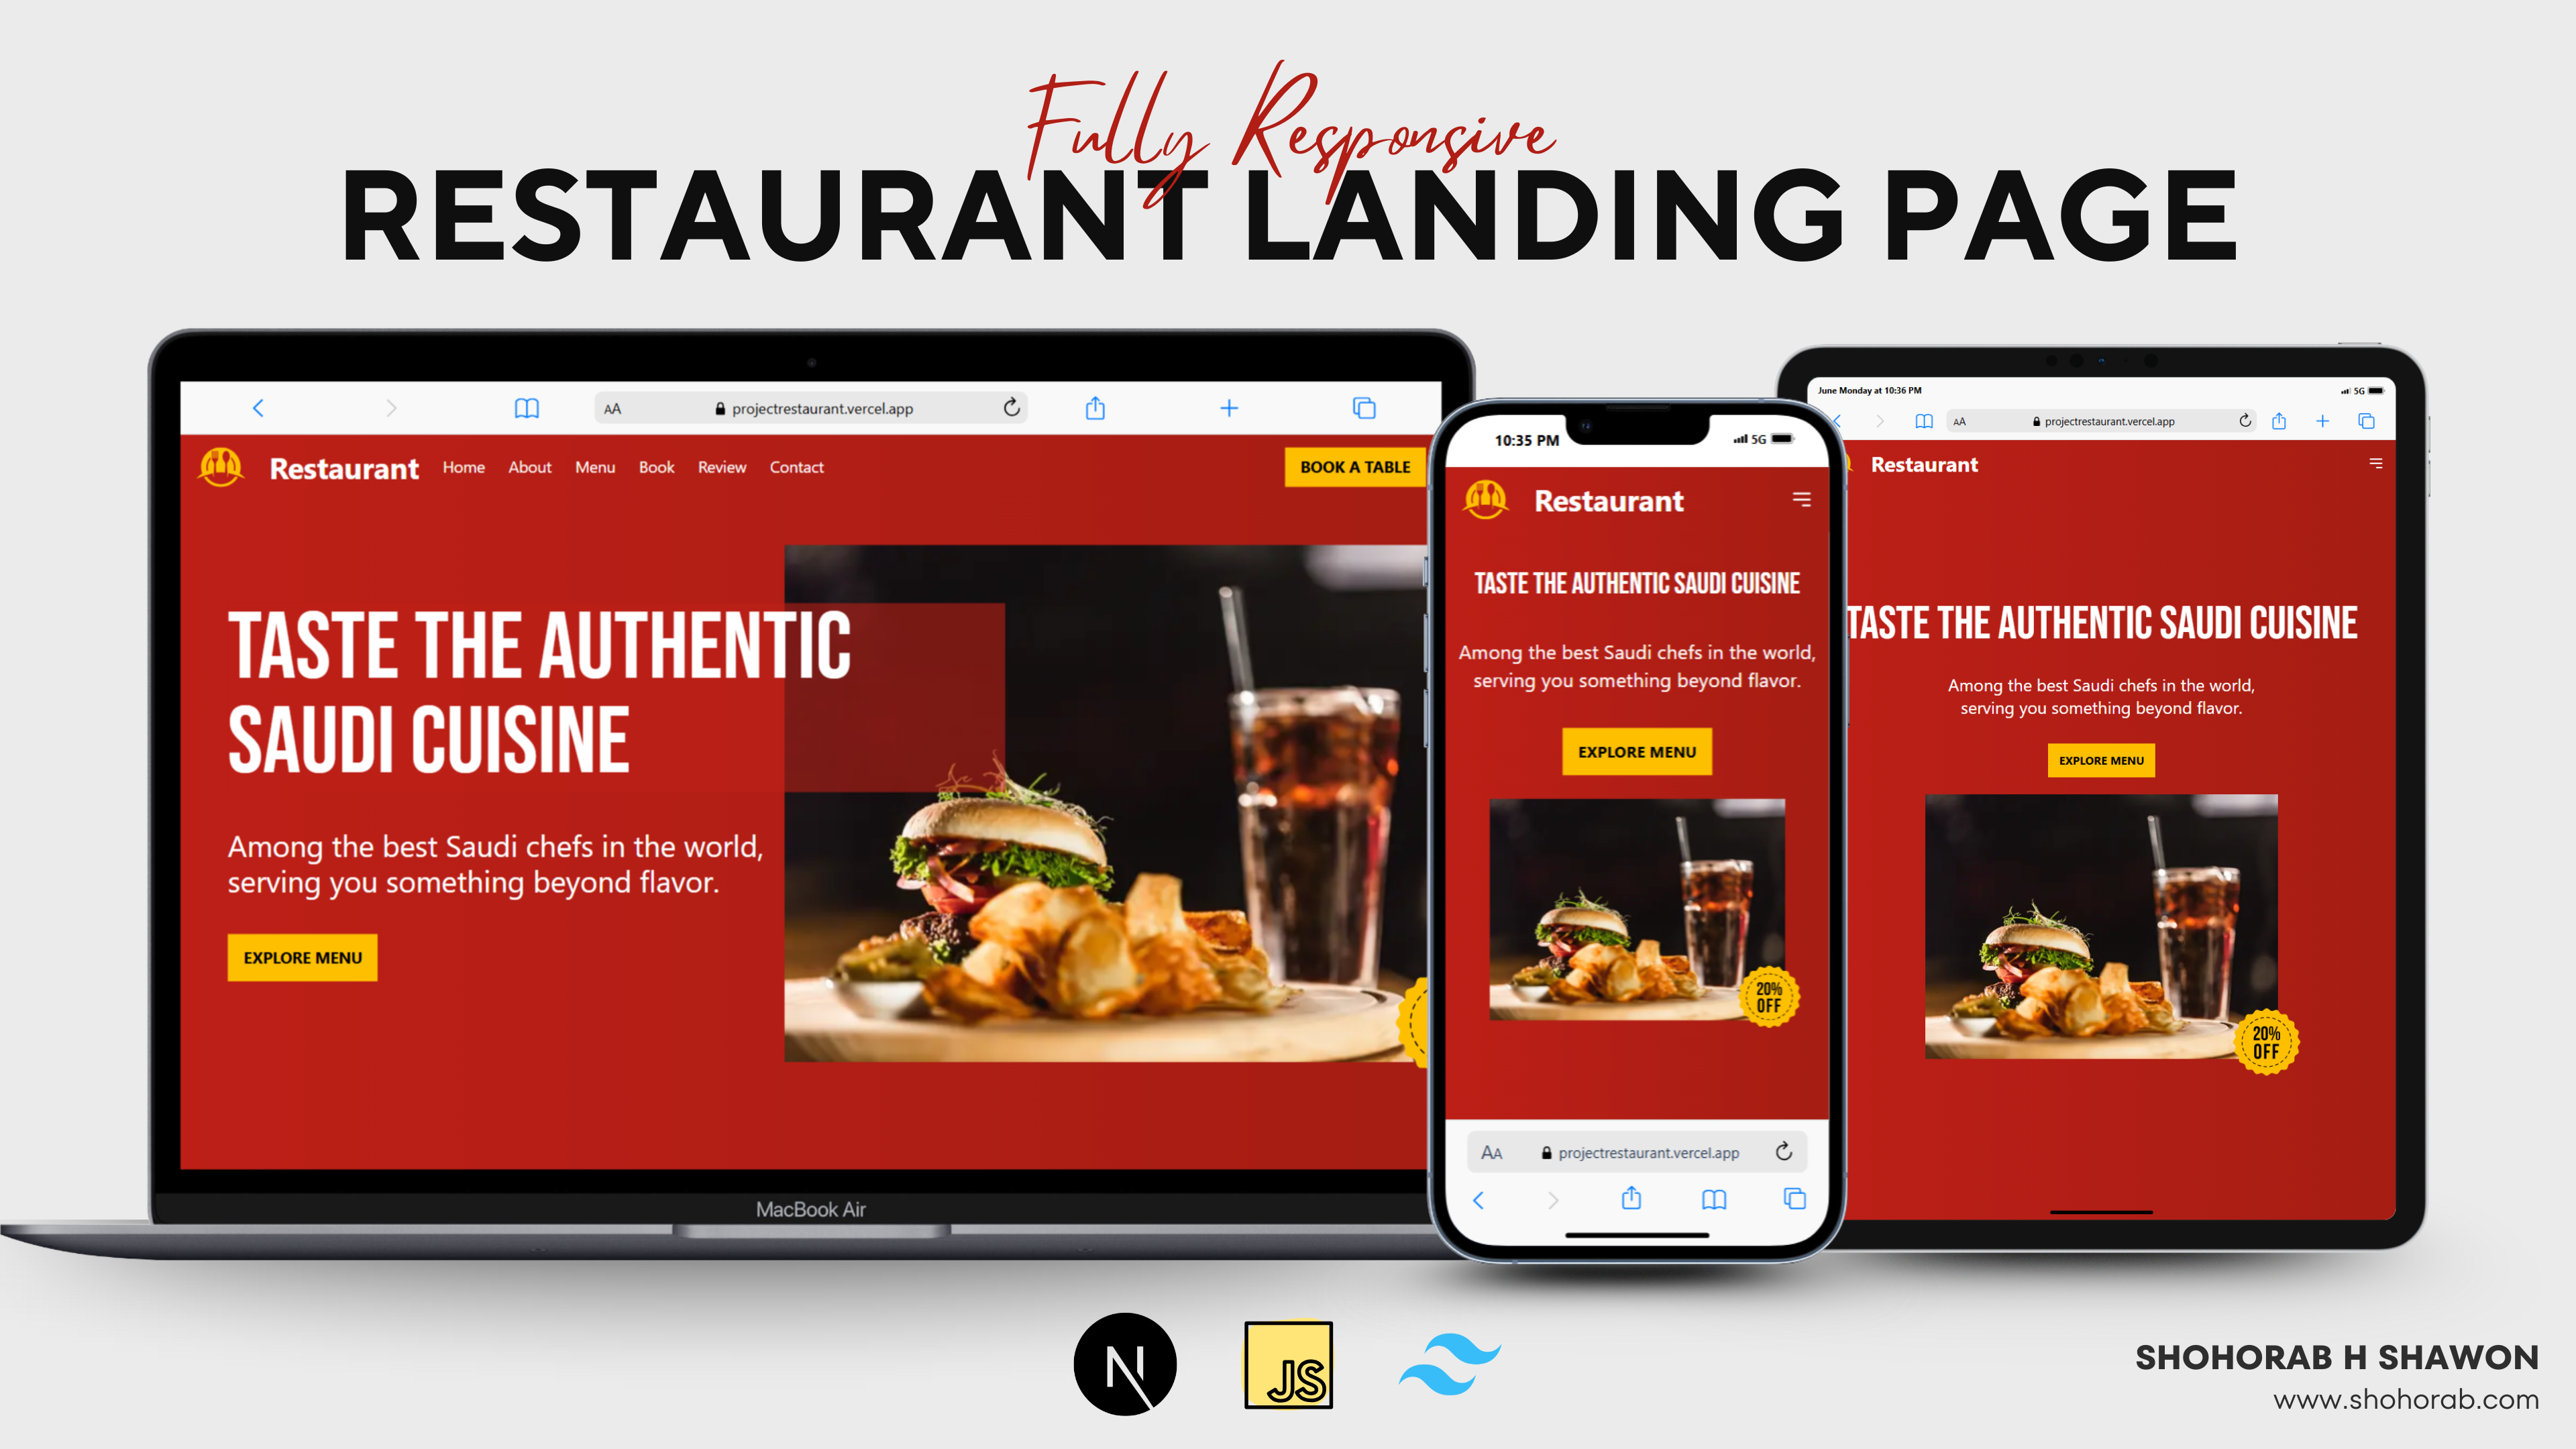 Fully Responsive
RESTAURANT LANDING PAGE
AA
projectrestaurant.vercel.app
Restaurant
Home
About
Menu
Book
Review
Contact
BOOK A TABLE
TASTE THE AUTHENTIC
SAUDI CUISINE
Among the best Saudi chefs in the world,
serving you something beyond flavor.
EXPLORE MENU
MacBook Air
10:35 PM
5G
Restaurant
TASTE THE AUTHENTIC SAUDI CUISINE
Among the best Saudi chefs in the world,
serving you something beyond flavor.
EXPLORE MENU
20%
OFF
AA
projectrestaurant.vercel.app
June Monday at 10:36 PM
5G
AA
projectrestaurant.vercel.app
Restaurant
TASTE THE AUTHENTIC SAUDI CUISINE
Among the best Saudi chefs in the world,
serving you something beyond flavor.
EXPLORE MENU
20%
OFF
N
JS
SHOHORAB H SHAWON
www.shohorab.com